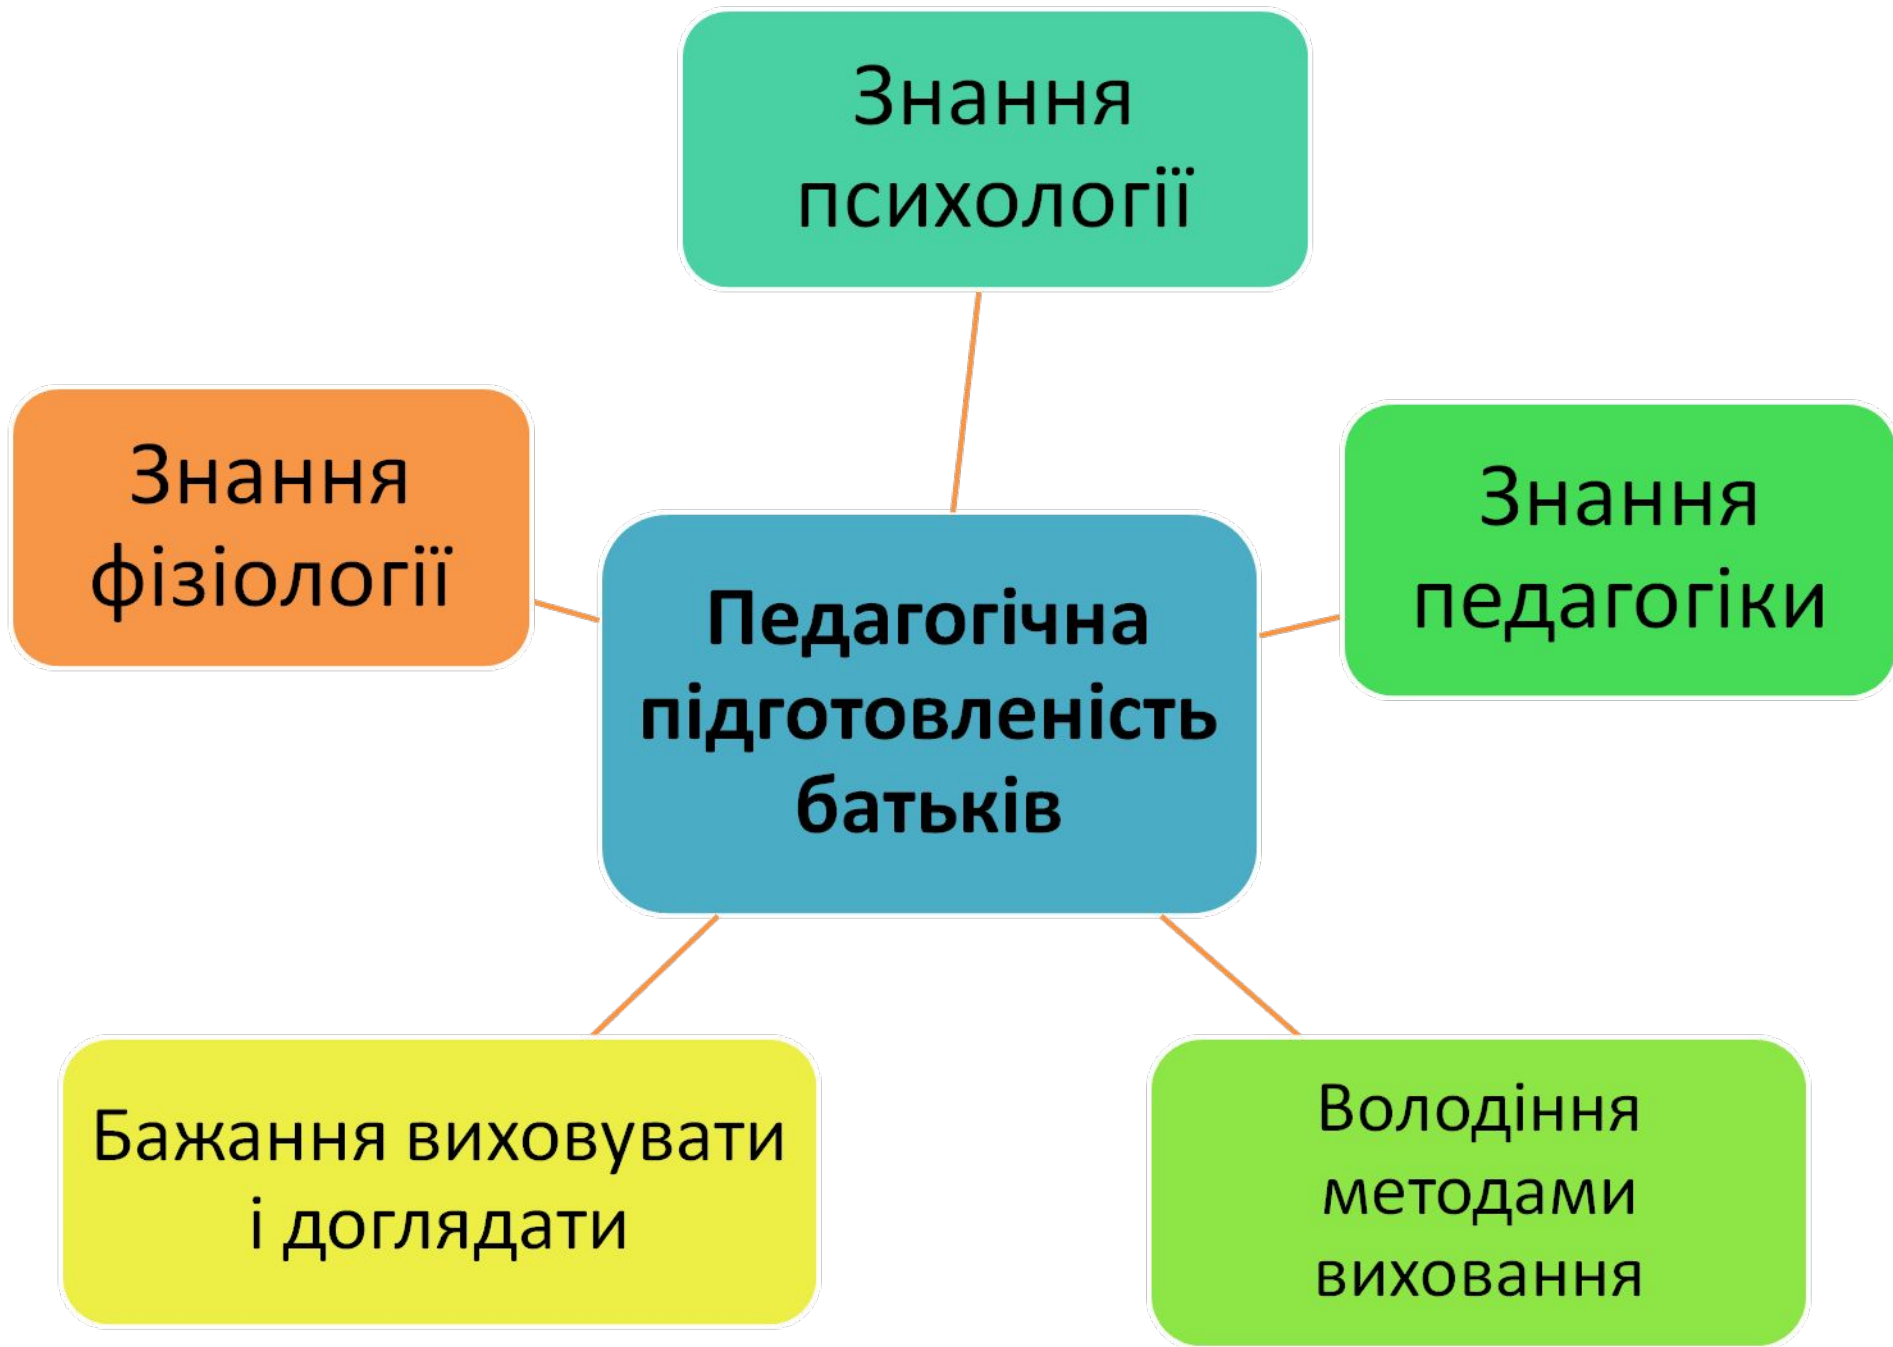 Знання
психології
Знання
фізіології
Знання
педагогіки
Педагогічна
підготовленість
батьків
Бажання виховувати
і доглядати
Володіння
методами
виховання